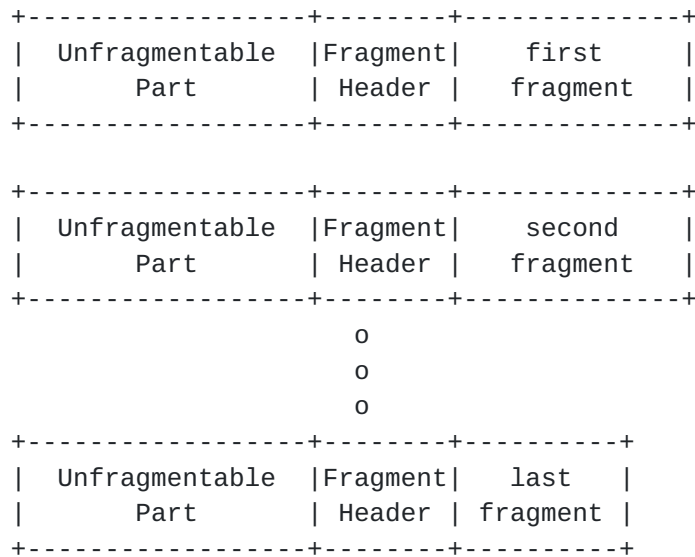 +------------------+--------+--------------+
|  Unfragmentable  |Fragment|    first     |
|       Part       | Header |   fragment   |
+------------------+--------+--------------+
+------------------+--------+--------------+
|  Unfragmentable  |Fragment|    second    |
|       Part       | Header |   fragment   |
+------------------+--------+--------------+
o
o
o
+------------------+--------+----------+
|  Unfragmentable  |Fragment|   last   |
|       Part       | Header | fragment |
+------------------+--------+----------+